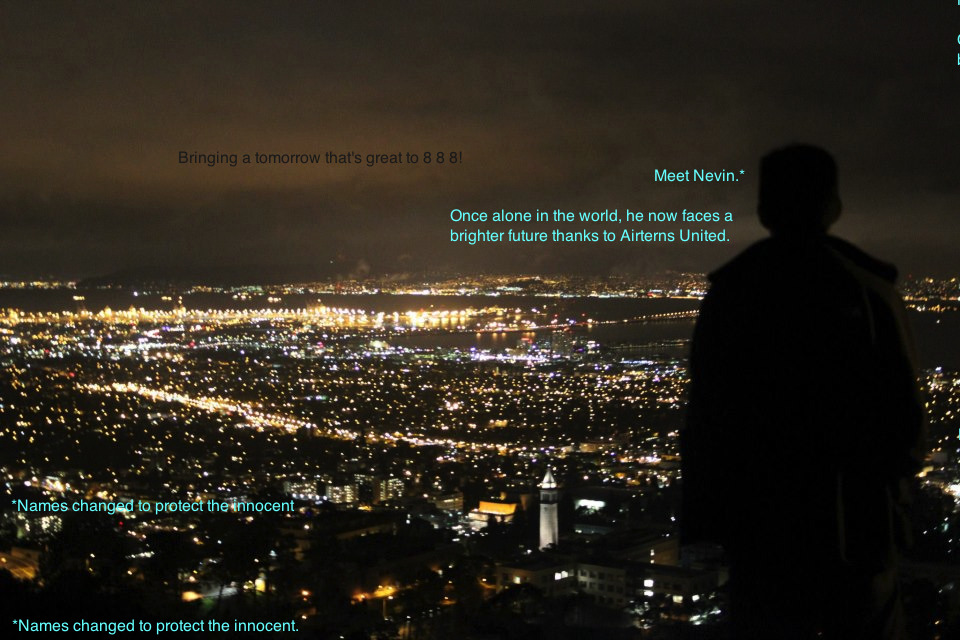 Bringing a tomorrow that's great to 8 8 8!
Meet Nevin.*
Once alone in the world, he now faces a
brighter future thanks to Airterns United.
*Names changed to protect the innocent
*Names changed to protect the innocent.